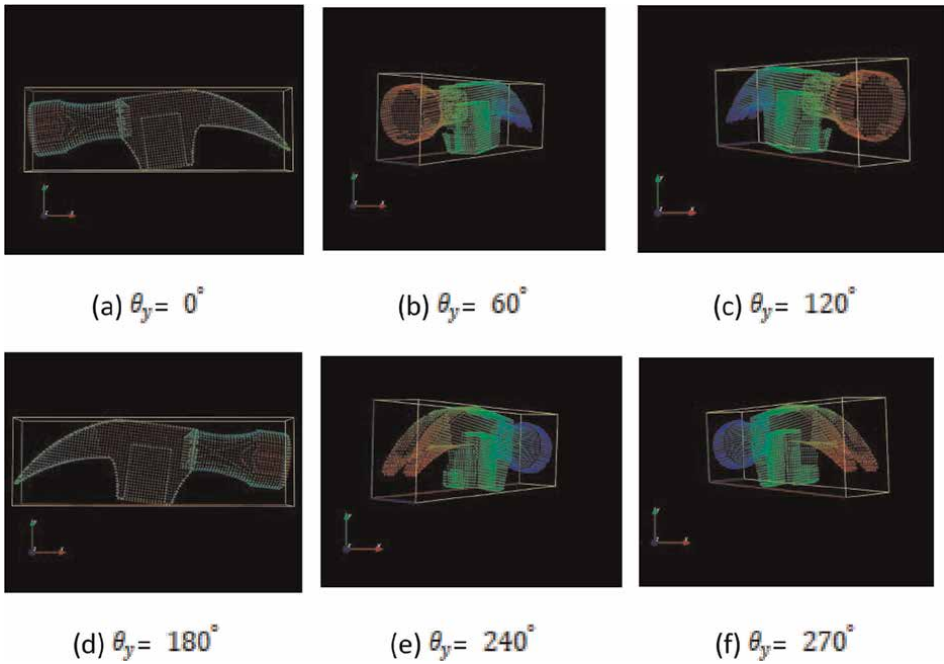 (a) θy = 0°
(b) θy = 60°
(c) θy = 120°
(d) θy = 180°
(e) θy = 240°
(f) θy = 270°